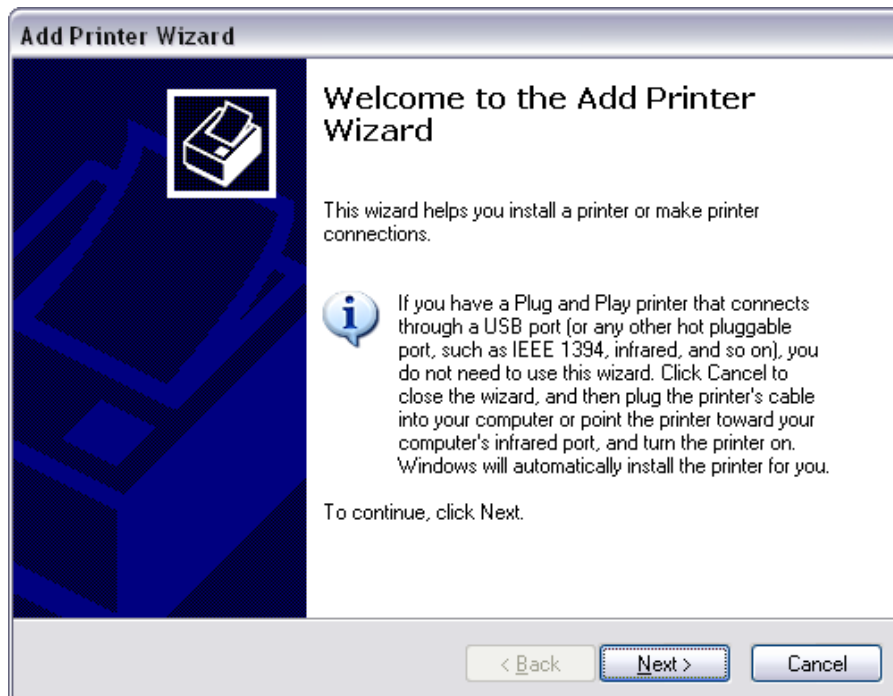 Add Printer Wizard
Welcome to the Add Printer
Wizard
This wizard helps you install a printer or make printer
connections.
If you have a Plug and Play printer that connects
through a USB port (or any other hot pluggable
port, such as IEEE 1394, infrared, and so on), you
do not need to use this wizard. Click Cancel to
close the wizard, and then plug the printer's cable
into your computer or point the printer toward your
computer's infrared port, and turn the printer on.
Windows will automatically install the printer for you.
To continue, click Next.
< Back
Next >
Cancel